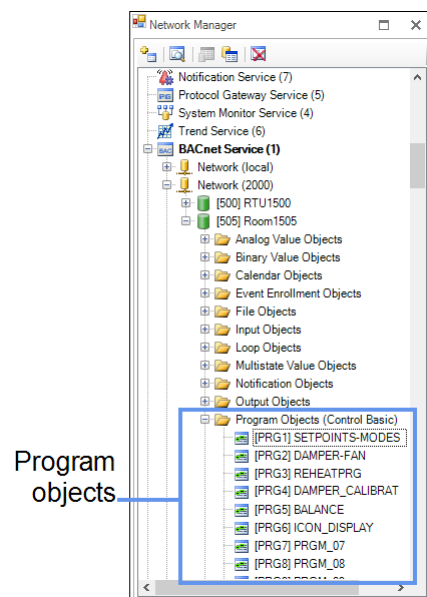 Network Manager
Notification Service (7)
PG Protocol Gateway Service (5)
System Monitor Service (4)
Trend Service (6)
BAC BACnet Service (1)
Network (local)
Network (2000)
[500] RTU1500
[505] Room1505
Analog Value Objects
Binary Value Objects
Calendar Objects
Event Enrollment Objects
File Objects
Input Objects
Loop Objects
Multistate Value Objects
Notification Objects
Output Objects
Program Objects (Control Basic)
[PRG1] SETPOINTS-MODES
[PRG2] DAMPER-FAN
[PRG3] REHEATPRG
[PRG4] DAMPER_CALIBRAT
[PRG5] BALANCE
[PRG6] ICON_DISPLAY
[PRG7] PRGM_07
[PRG8] PRGM_08
Program
objects